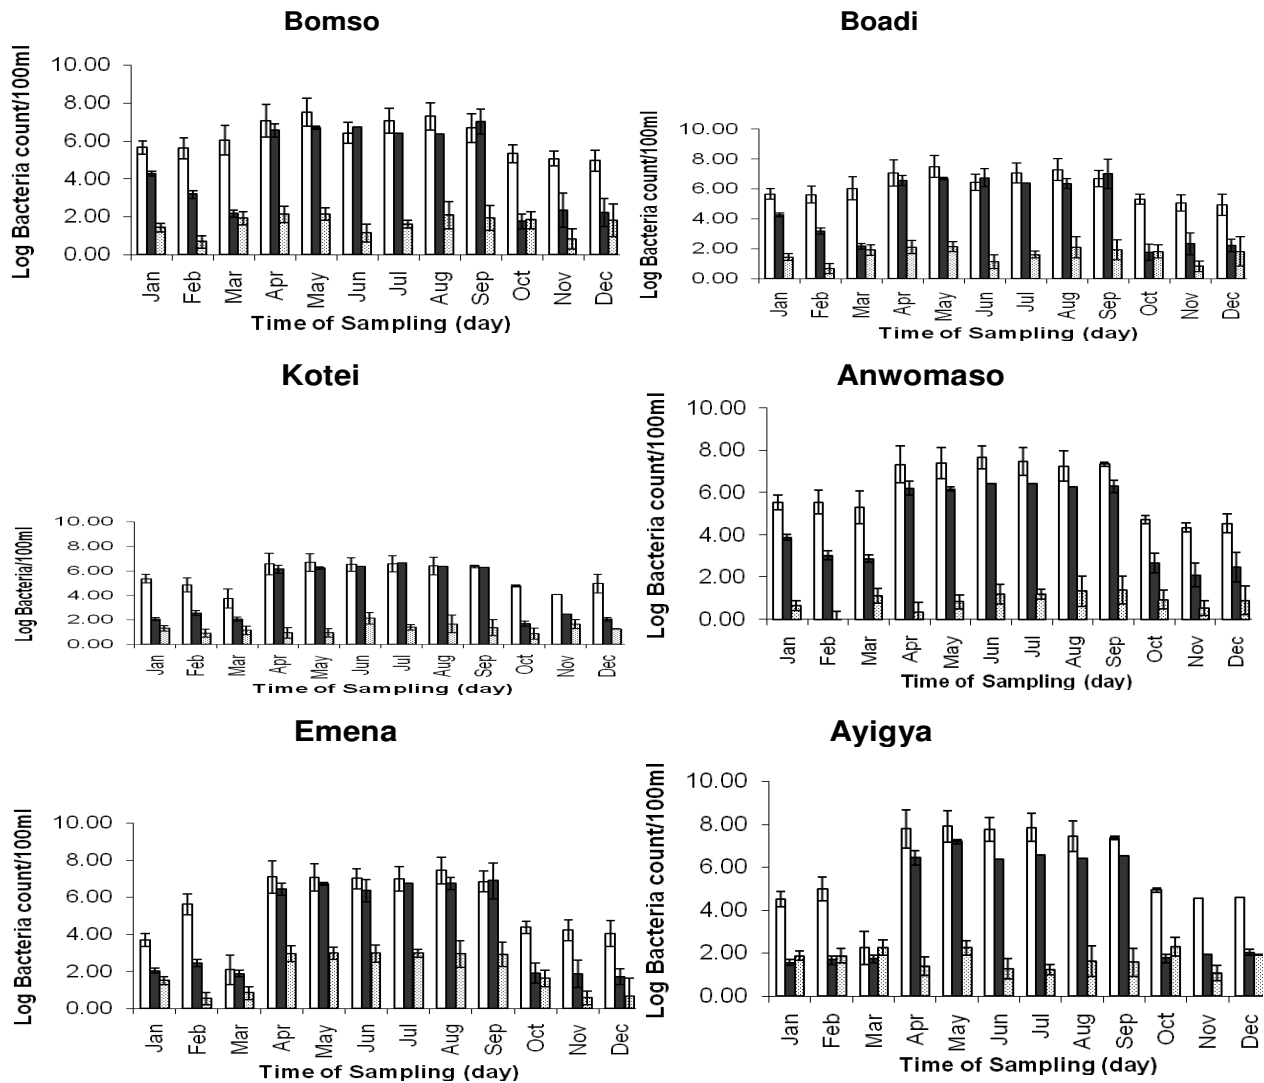 Bomso
Log Bacteria count/100ml
10.00
8.00
6.00
4.00
2.00
0.00
Jan Feb Mar Apr May Jun Jul Aug Sep Oct Nov Dec
Time of Sampling (day)
Boadi
Log Bacteria count/100ml
10.00
8.00
6.00
4.00
2.00
0.00
Jan Feb Mar Apr May Jun Jul Aug Sep Oct Nov Dec
Time of Sampling (day)
Kotei
Log Bacteria/100ml
10.00
8.00
6.00
4.00
2.00
0.00
Jan Feb Mar Apr May Jun Jul Aug Sep Oct Nov Dec
Time of Sampling (day)
Anwomaso
Log Bacteria count/100ml
10.00
8.00
6.00
4.00
2.00
0.00
Jan Feb Mar Apr May Jun Jul Aug Sep Oct Nov Dec
Time of Sampling (day)
Emena
Log Bacteria count/100ml
10.00
8.00
6.00
4.00
2.00
0.00
Jan Feb Mar Apr May Jun Jul Aug Sep Oct Nov Dec
Time of Sampling (day)
Ayigya
Log Bacteria count/100ml
10.00
8.00
6.00
4.00
2.00
0.00
Jan Feb Mar Apr May Jun Jul Aug Sep Oct Nov Dec
Time of Sampling (day)